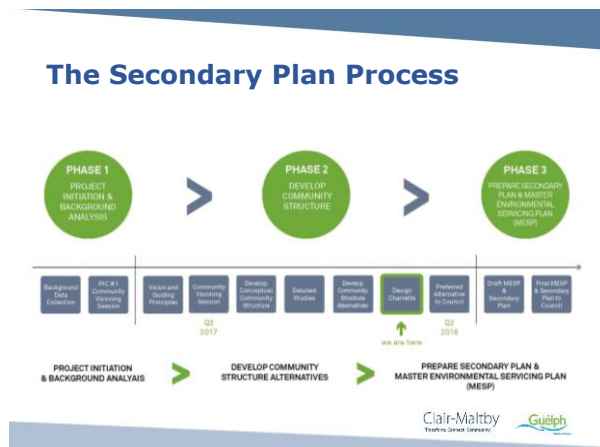 The Secondary Plan Process
PHASE 1
PROJECT
INITIATION &
BACKGROUND
ANALYSIS
>
PHASE 2
DEVELOP
COMMUNITY
STRUCTURE
>
PHASE 3
PREPARE SECONDARY
PLAN & MASTER
ENVIRONMENTAL
SERVICING PLAN
(MESP)
Background
Data
Collection
PIC #1
Community
Visioning
Session
Vision and
Guiding
Principles
Community
Visioning
Session
Develop
Conceptual
Community
Structure
Detailed
Studies
Develop
Community
Structure
Alternatives
Design
Charrette
Preferred
Alternative
to Council
Draft MESP
&
Secondary
Plan
Final MESP
& Secondary
Plan to
Council
Q3
2017
we are here
Q2
2018
PROJECT INITIATION
& BACKGROUND ANALYAIS
>
DEVELOP COMMUNITY
STRUCTURE ALTERNATIVES
>
PREPARE SECONDARY PLAN &
MASTER ENVIRONMENTAL SERVICING PLAN
(MESP)
Clair-Maltby
Transform. Connect. Community.
Guelph